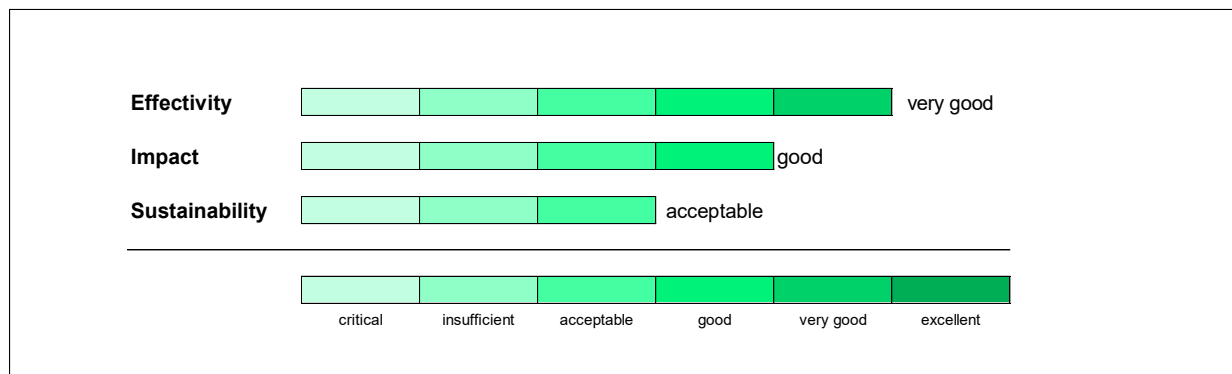 Effectivity very good
Impact good
Sustainability acceptable
critical insufficient acceptable good very good excellent